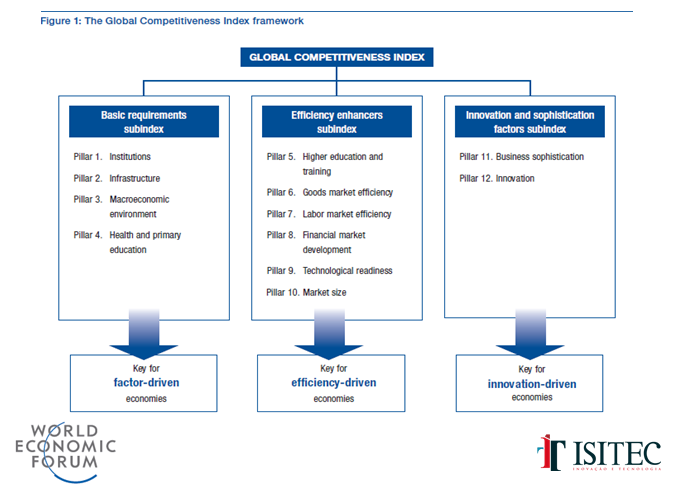 Figure 1: The Global Competitiveness Index framework
GLOBAL COMPETITIVENESS INDEX
Basic requirements
subindex
Pillar 1. Institutions
Pillar 2. Infrastructure
Pillar 3. Macroeconomic
environment
Pillar 4. Health and primary
education
Key for
factor-driven
economies
Efficiency enhancers
subindex
Pillar 5. Higher education and
training
Pillar 6. Goods market efficiency
Pillar 7. Labor market efficiency
Pillar 8. Financial market
development
Pillar 9. Technological readiness
Pillar 10. Market size
Key for
efficiency-driven
economies
Innovation and sophistication
factors subindex
Pillar 11. Business sophistication
Pillar 12. Innovation
Key for
innovation-driven
economies
WORLD
ECONOMIC
FORUM
ISITEC
INOVAÇÃO E TECNOLOGIA